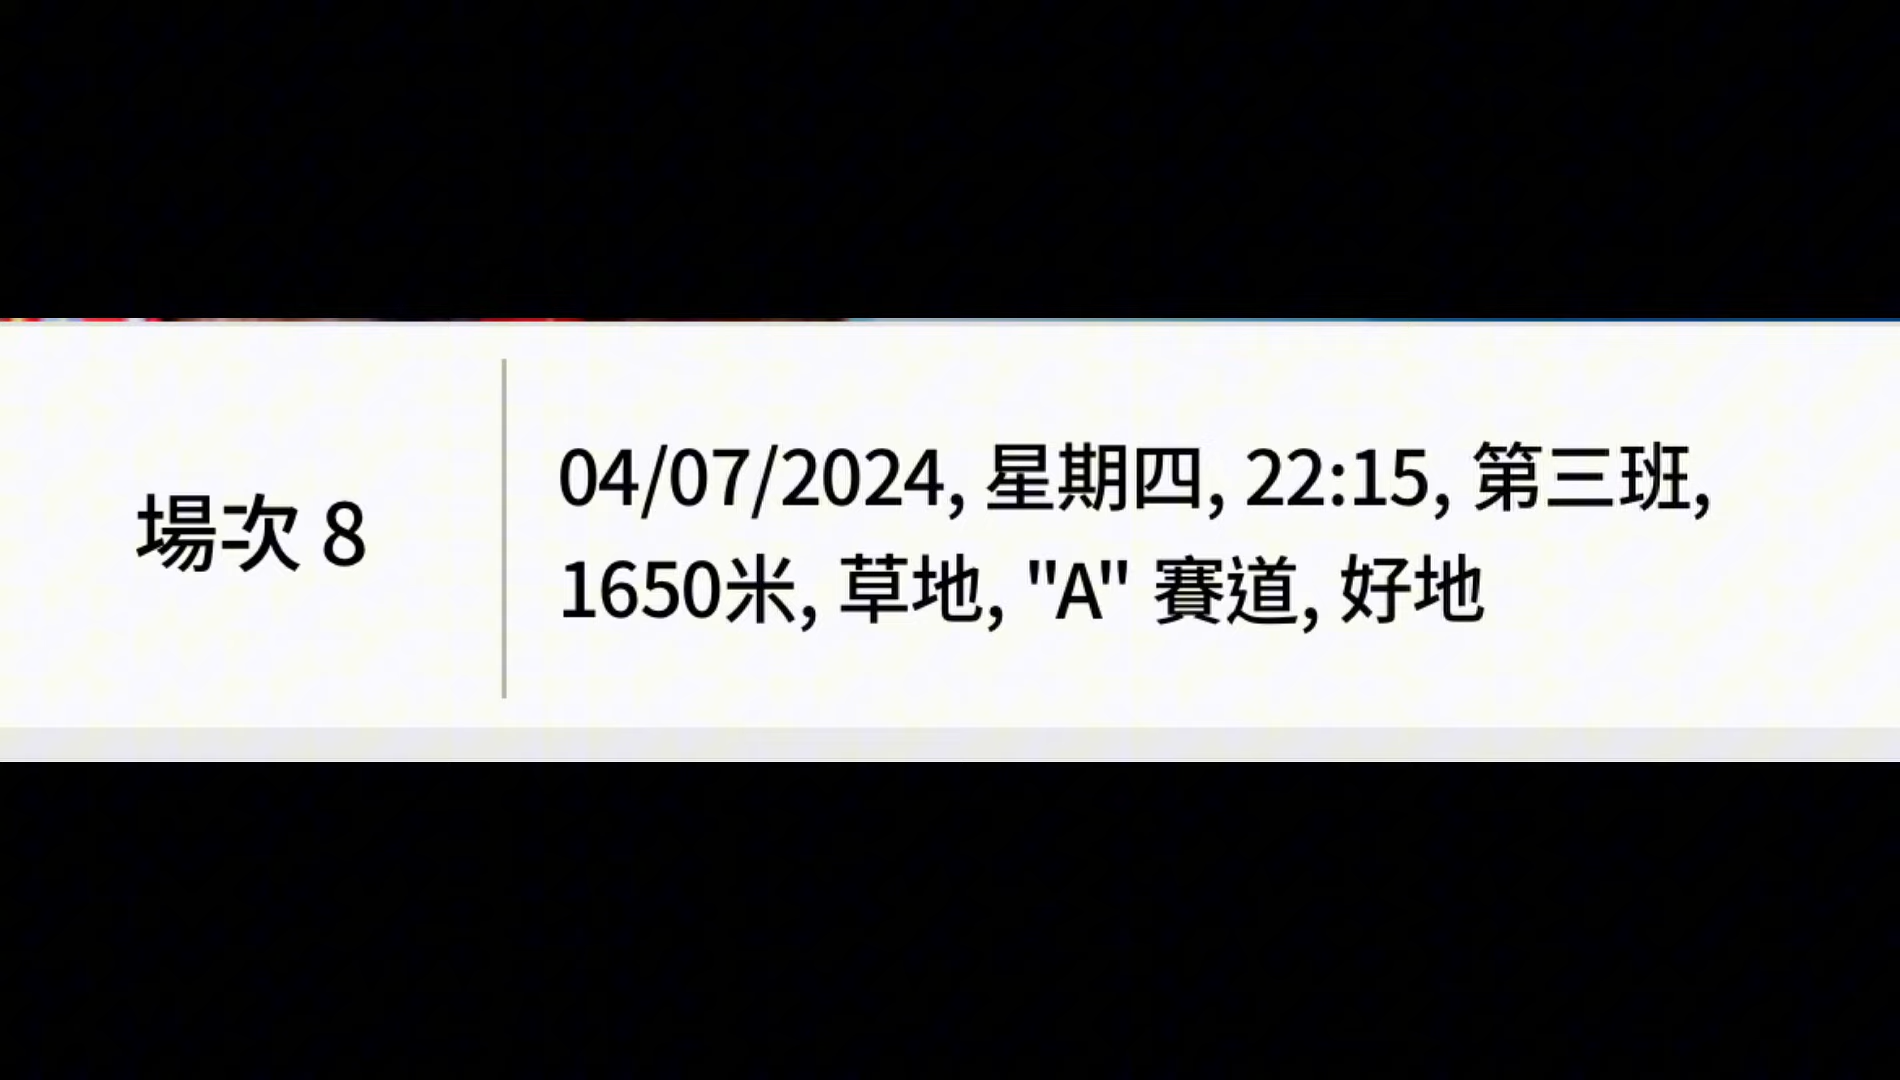 場次 8
04/07/2024, 星期四, 22:15, 第三班,
1650米, 草地, "A" 賽道, 好地